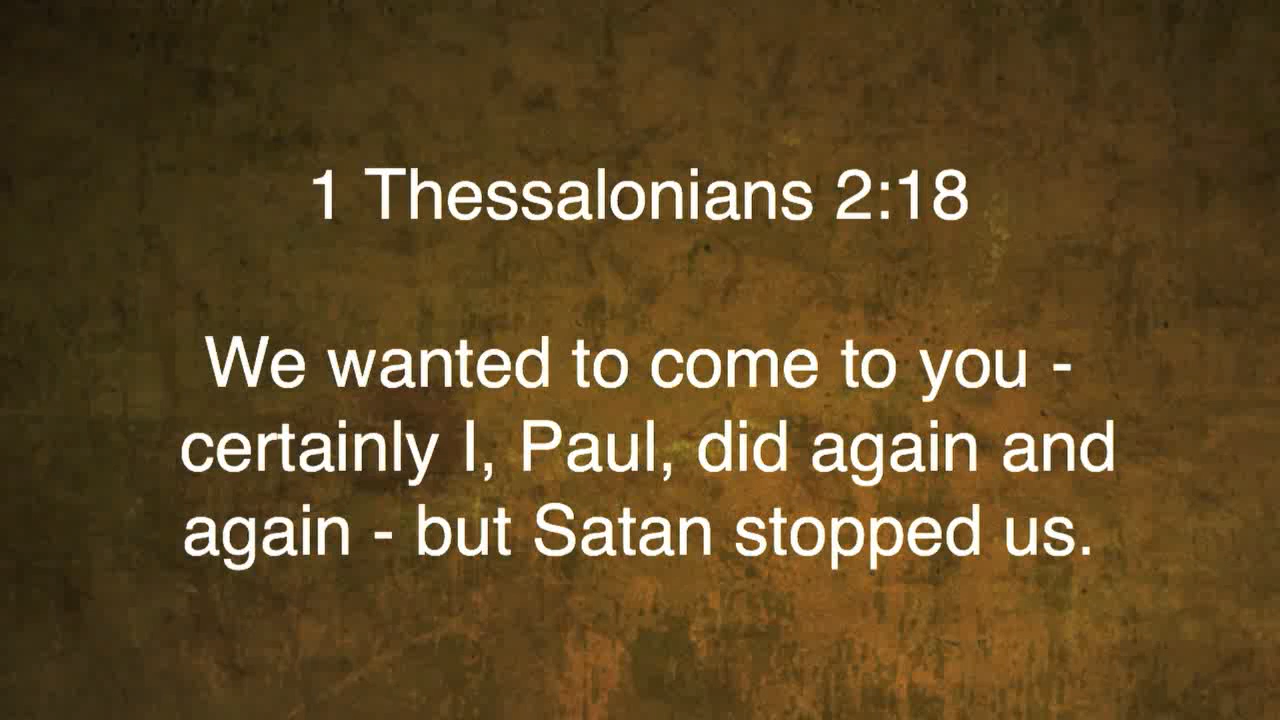 1 Thessalonians 2:18
We wanted to come to you -
certainly I, Paul, did again and
again - but Satan stopped us.